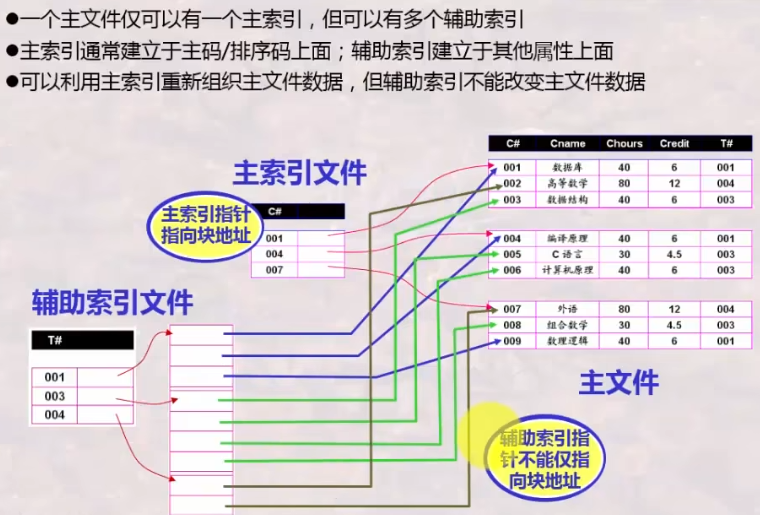 ●一个主文件仅可以有一个主索引，但可以有多个辅助索引
●主索引通常建立于主码/排序码上面；辅助索引建立于其他属性上面
●可以利用主索引重新组织主文件数据，但辅助索引不能改变主文件数据
C# Cname Chours Credit T#
001 数据库 40 6 001
002 高等数学 80 12 004
003 数据结构 40 6 003
004 编译原理 40 6 001
005 C 语言 30 4.5 003
006 计算机原理 40 6 003
007 外语 80 12 004
008 组合数学 30 4.5 003
009 数理逻辑 40 6 001
主文件
主索引文件
主索引指针
指向块地址
C#
001
004
007
辅助索引文件
T#
001
003
004
辅助索引指
针不能仅指
向块地址